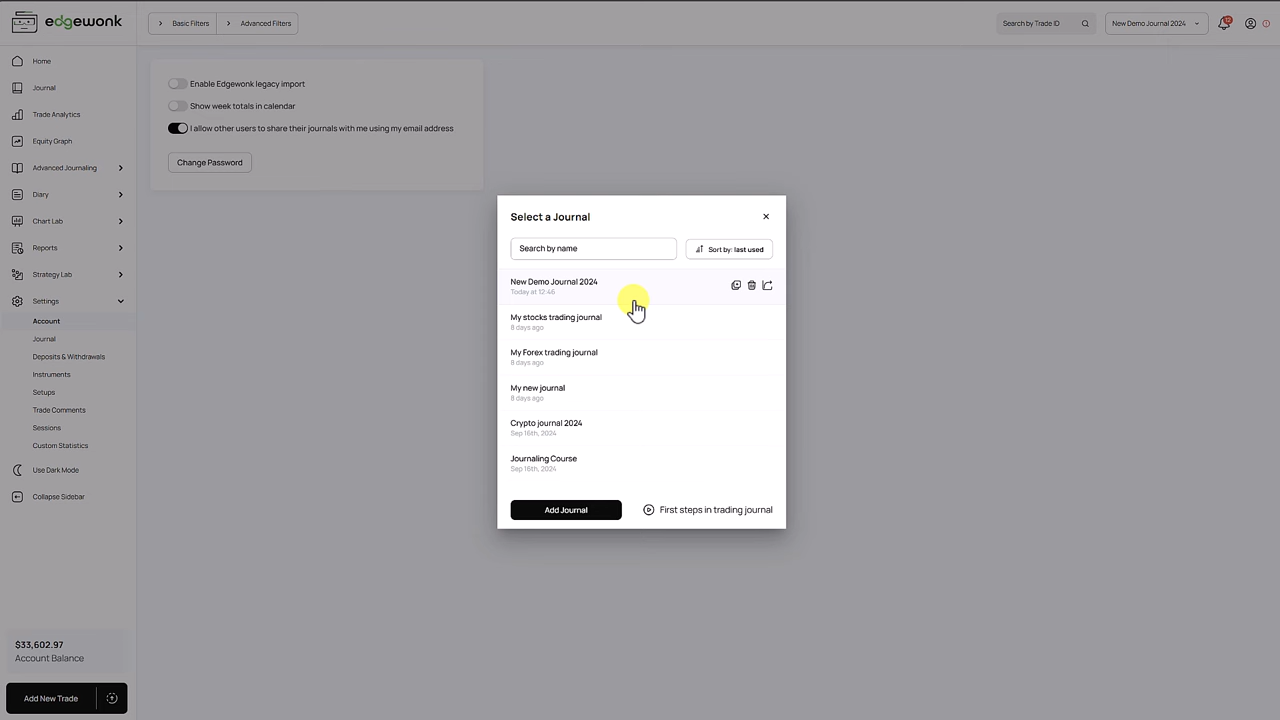 edgewonk
Basic Filters
Advanced Filters
Search by Trade ID
New Demo Journal 2024
12
Home
Journal
Trade Analytics
Equity Graph
Advanced Journaling
Diary
Chart Lab
Reports
Strategy Lab
Settings
Account
Journal
Deposits & Withdrawals
Instruments
Setups
Trade Comments
Sessions
Custom Statistics
Use Dark Mode
Collapse Sidebar
$33,602.97
Account Balance
Add New Trade
Enable Edgewonk legacy import
Show week totals in calendar
I allow other users to share their journals with me using my email address
Change Password
Select a Journal
Search by name
Sort by: last used
New Demo Journal 2024
Today at 12:46
My stocks trading journal
8 days ago
My Forex trading journal
8 days ago
My new journal
8 days ago
Crypto journal 2024
Sep 16th, 2024
Journaling Course
Sep 16th, 2024
Add Journal
First steps in trading journal